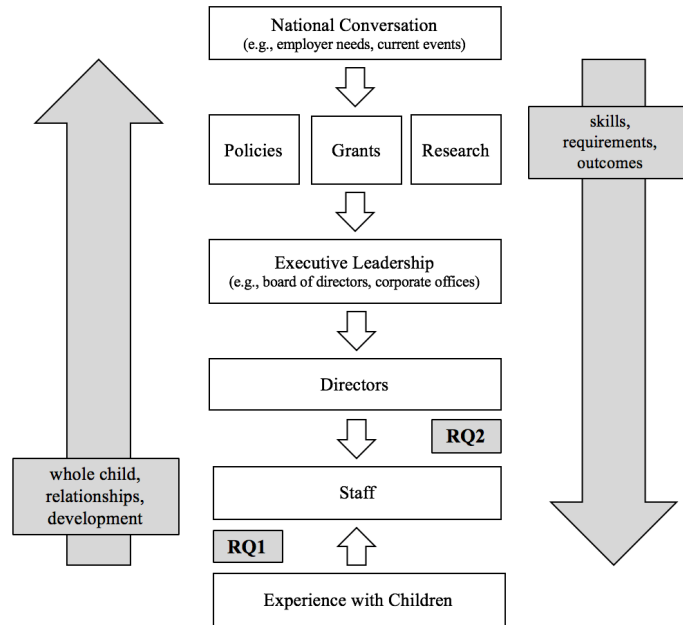 National Conversation
(e.g., employer needs, current events)
skills,
requirements,
outcomes
Policies
Grants
Research
Executive Leadership
(e.g., board of directors, corporate offices)
Directors
RQ2
whole child,
relationships,
development
Staff
RQ1
Experience with Children